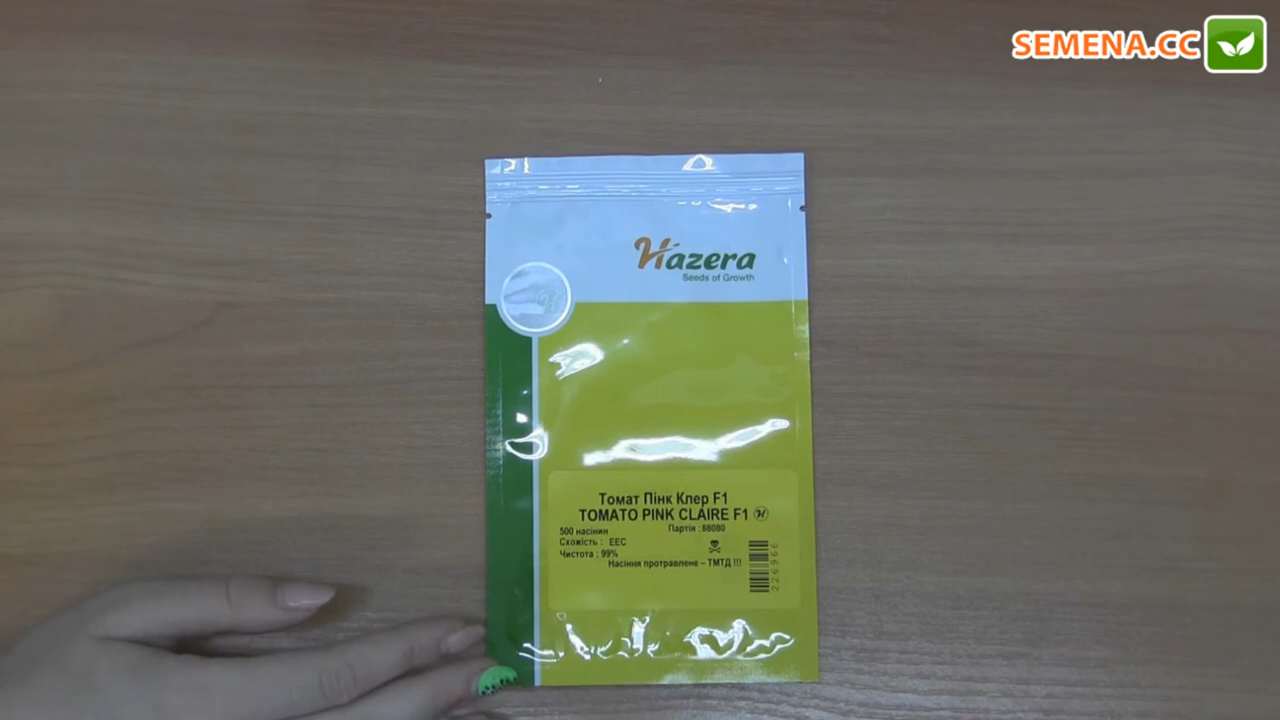 SEMENA.CC
Hazera
Seeds of Growth
Томат Пінк Клер F1
TOMATO PINK CLAIRE F1
500 насінин Партія : 68080
Схожість : ЕЕС
Чистота : 99%
Насіння протравлене – ТМТД !!!
226966